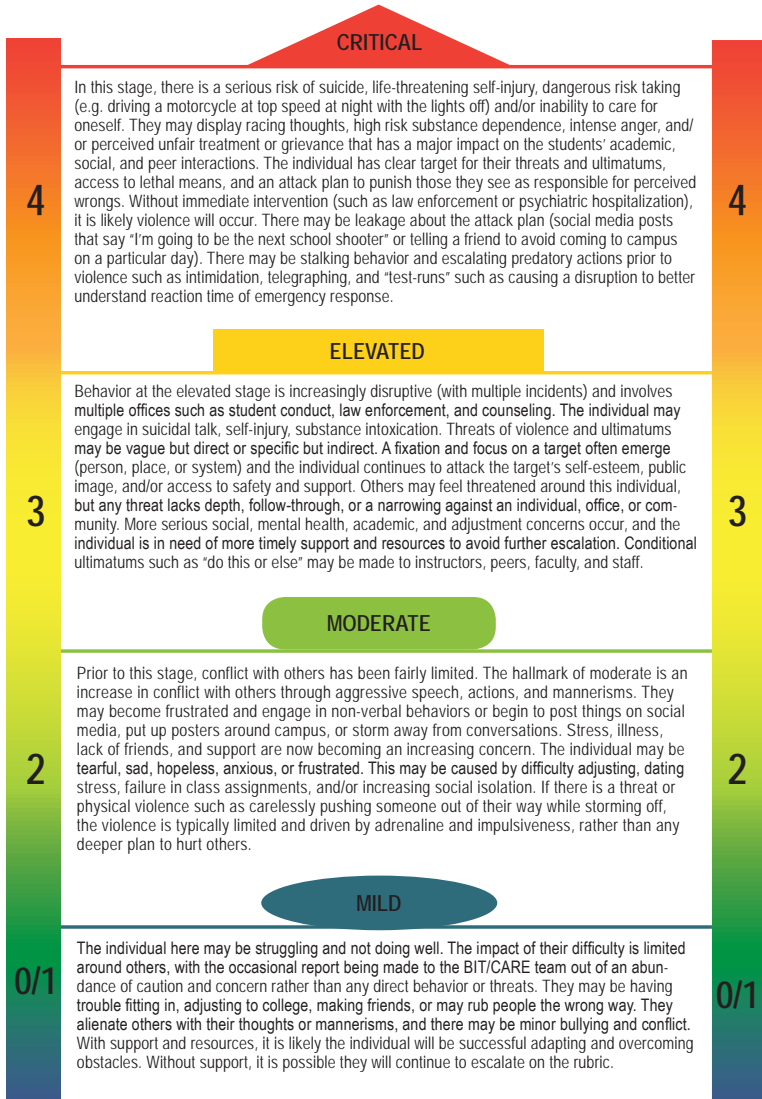 CRITICAL
In this stage, there is a serious risk of suicide, life-threatening self-injury, dangerous risk taking
(e.g. driving a motorcycle at top speed at night with the lights off) and/or inability to care for
oneself. They may display racing thoughts, high risk substance dependence, intense anger, and/
or perceived unfair treatment or grievance that has a major impact on the students' academic,
social, and peer interactions. The individual has clear target for their threats and ultimatums,
access to lethal means, and an attack plan to punish those they see as responsible for perceived
wrongs. Without immediate intervention (such as law enforcement or psychiatric hospitalization),
it is likely violence will occur. There may be leakage about the attack plan (social media posts
that say "I'm going to be the next school shooter" or telling a friend to avoid coming to campus
on a particular day). There may be stalking behavior and escalating predatory actions prior to
violence such as intimidation, telegraphing, and "test-runs" such as causing a disruption to better
understand reaction time of emergency response.
4
4
ELEVATED
Behavior at the elevated stage is increasingly disruptive (with multiple incidents) and involves
multiple offices such as student conduct, law enforcement, and counseling. The individual may
engage in suicidal talk, self-injury, substance intoxication. Threats of violence and ultimatums
may be vague but direct or specific but indirect. A fixation and focus on a target often emerge
(person, place, or system) and the individual continues to attack the target's self-esteem, public
image, and/or access to safety and support. Others may feel threatened around this individual,
but any threat lacks depth, follow-through, or a narrowing against an individual, office, or com-
munity. More serious social, mental health, academic, and adjustment concerns occur, and the
individual is in need of more timely support and resources to avoid further escalation. Conditional
ultimatums such as "do this or else" may be made to instructors, peers, faculty, and staff.
3
3
MODERATE
Prior to this stage, conflict with others has been fairly limited. The hallmark of moderate is an
increase in conflict with others through aggressive speech, actions, and mannerisms. They
may become frustrated and engage in non-verbal behaviors or begin to post things on social
media, put up posters around campus, or storm away from conversations. Stress, illness,
lack of friends, and support are now becoming an increasing concern. The individual may be
tearful, sad, hopeless, anxious, or frustrated. This may be caused by difficulty adjusting, dating
stress, failure in class assignments, and/or increasing social isolation. If there is a threat or
physical violence such as carelessly pushing someone out of their way while storming off,
the violence is typically limited and driven by adrenaline and impulsiveness, rather than any
deeper plan to hurt others.
2
2
MILD
The individual here may be struggling and not doing well. The impact of their difficulty is limited
around others, with the occasional report being made to the BIT/CARE team out of an abun-
dance of caution and concern rather than any direct behavior or threats. They may be having
trouble fitting in, adjusting to college, making friends, or may rub people the wrong way. They
alienate others with their thoughts or mannerisms, and there may be minor bullying and conflict.
With support and resources, it is likely the individual will be successful adapting and overcoming
obstacles. Without support, it is possible they will continue to escalate on the rubric.
0/1
0/1